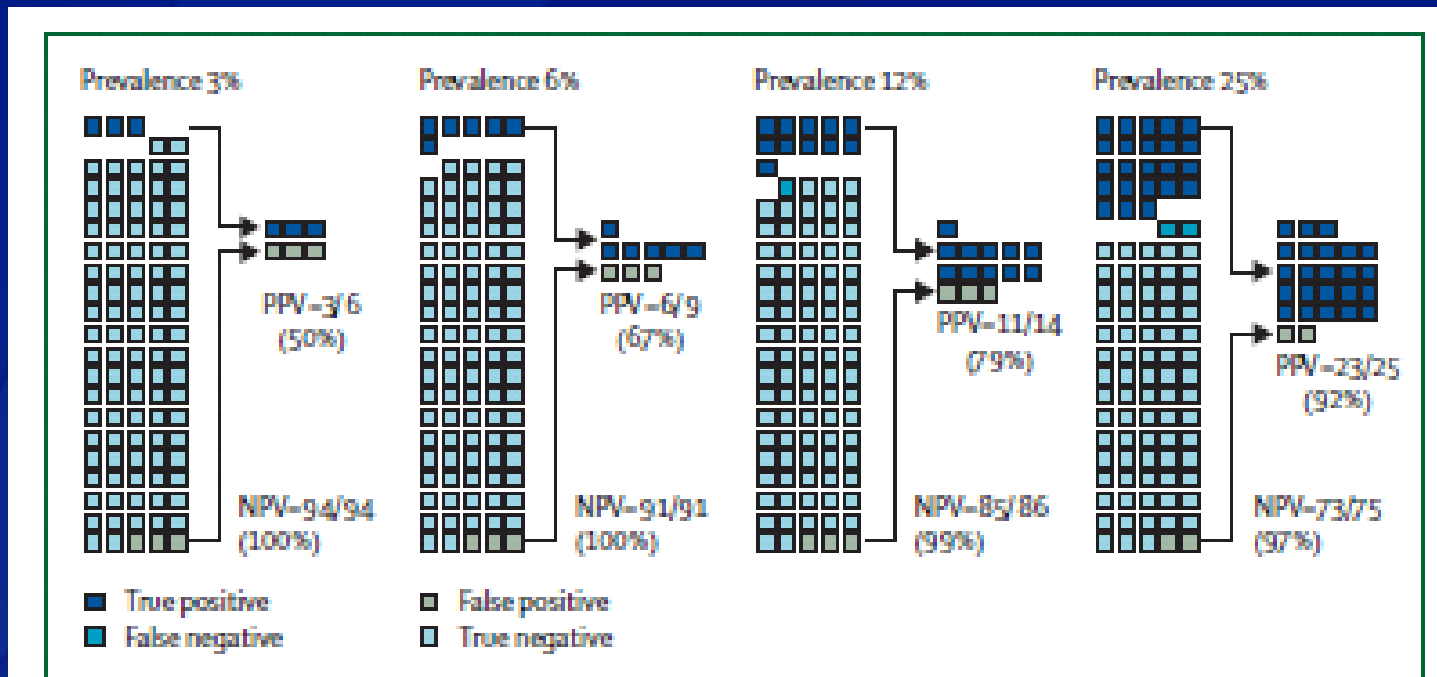 Prevalence 3%
Prevalence 6%
Prevalence 12%
Prevalence 25%
PPV=3/6
(50%)
PPV=6/9
(67%)
PPV=11/14
(79%)
PPV=23/25
(92%)
NPV=94/94
(100%)
NPV=91/91
(100%)
NPV=85/86
(99%)
NPV=73/75
(97%)
True positive
False positive
False negative
True negative